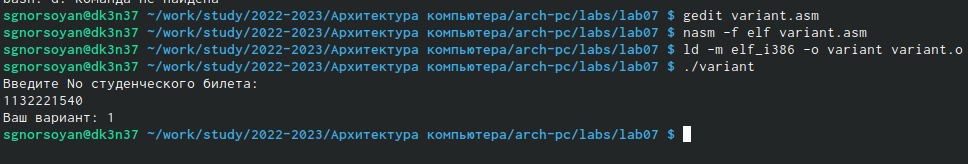 bash: d: команда не найдена
sgnorsoyan@dk3n37 ~/work/study/2022-2023/Архитектура компьютера/arch-pc/labs/lab07 $ gedit variant.asm
sgnorsoyan@dk3n37 ~/work/study/2022-2023/Архитектура компьютера/arch-pc/labs/lab07 $ nasm -f elf variant.asm
sgnorsoyan@dk3n37 ~/work/study/2022-2023/Архитектура компьютера/arch-pc/labs/lab07 $ ld -m elf_i386 -o variant variant.o
sgnorsoyan@dk3n37 ~/work/study/2022-2023/Архитектура компьютера/arch-pc/labs/lab07 $ ./variant
Введите No студенческого билета:
1132221540
Ваш вариант: 1
sgnorsoyan@dk3n37 ~/work/study/2022-2023/Архитектура компьютера/arch-pc/labs/lab07 $